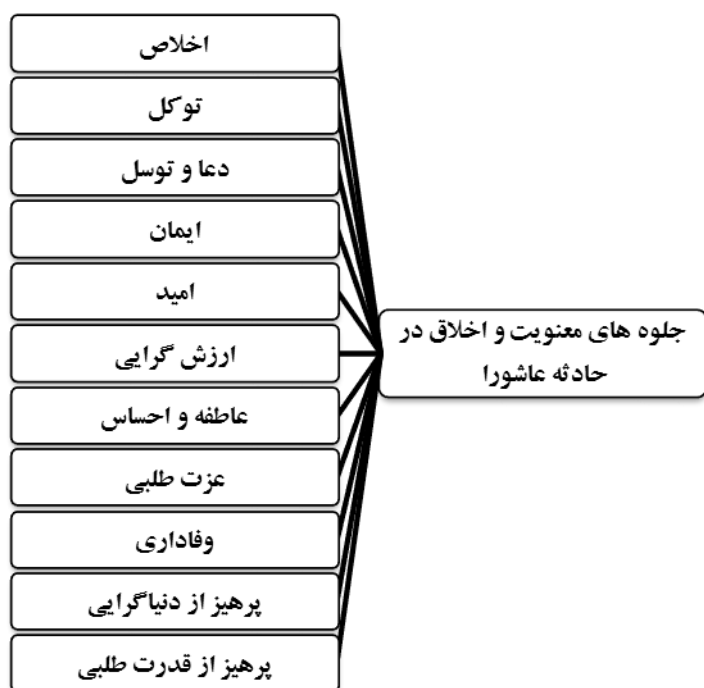 جلوه های معنویت و اخلاق در
حادثه عاشورا
اخلاص
توکل
دعا و توسل
ایمان
امید
ارزش گرایی
عاطفه و احساس
عزت طلبی
وفاداری
پرهیز از دنیاگرایی
پرهیز از قدرت طلبی